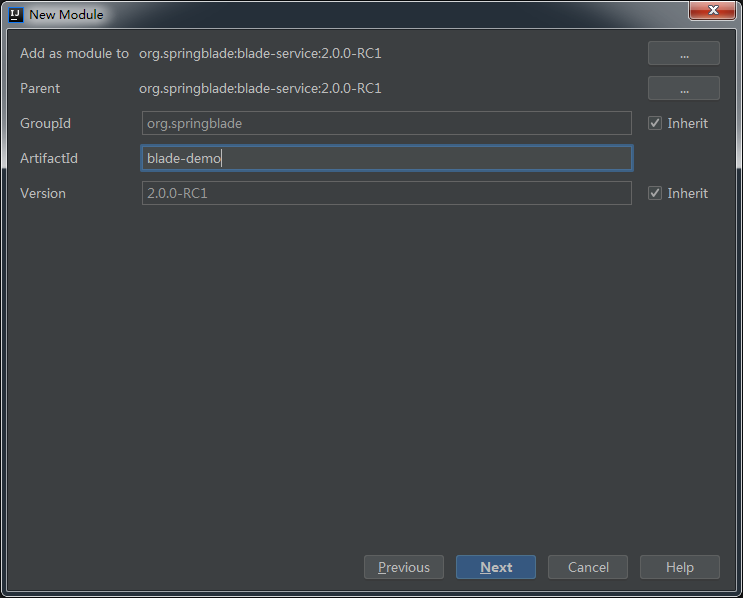 IJ New Module
Add as module to org.springblade:blade-service:2.0.0-RC1 ...
Parent org.springblade:blade-service:2.0.0-RC1 ...
GroupId org.springblade Inherit
ArtifactId blade-demo
Version 2.0.0-RC1 Inherit
Previous Next Cancel Help